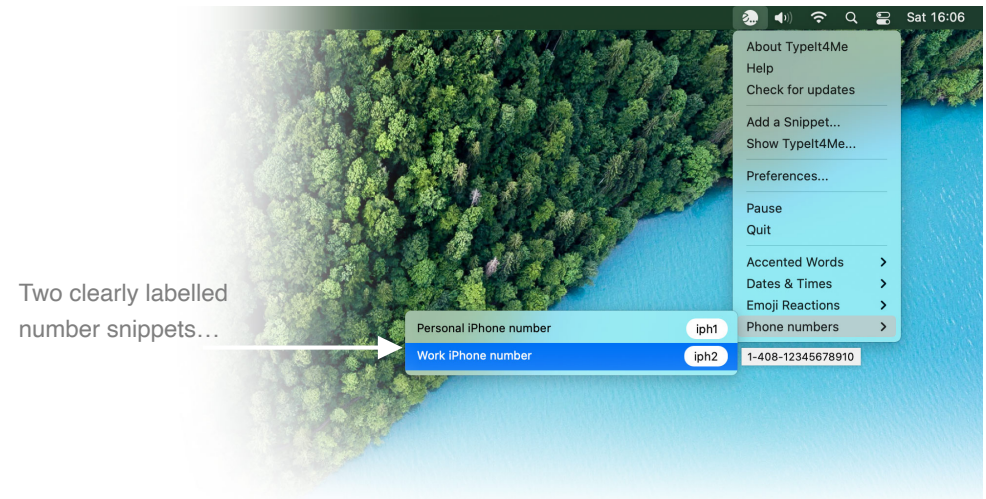 Sat 16:06
About TypeIt4Me
Help
Check for updates
Add a Snippet...
Show TypeIt4Me...
Preferences...
Pause
Quit
Accented Words
Dates & Times
Emoji Reactions
Phone numbers
Two clearly labelled
number snippets…
Personal iPhone number iph1
Work iPhone number iph2
1-408-12345678910